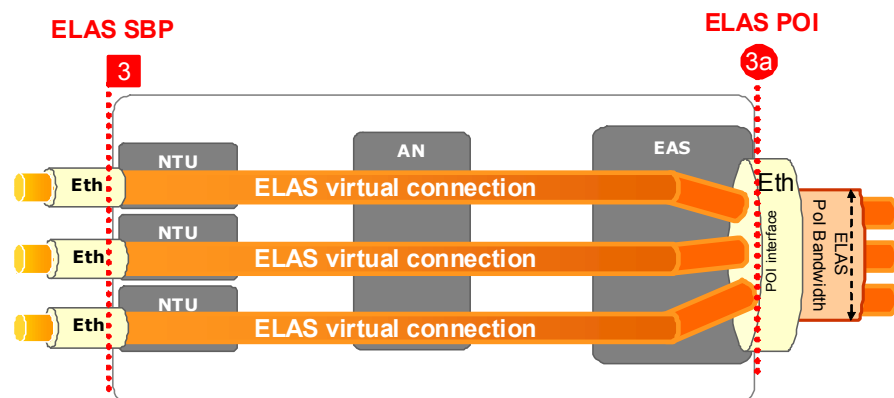 ELAS SBP
ELAS POI
3
3a
NTU
AN
EAS
Eth
ELAS virtual connection
Eth
NTU
Eth
ELAS virtual connection
NTU
Eth
ELAS virtual connection
POI interface
ELAS
PoI Bandwidth